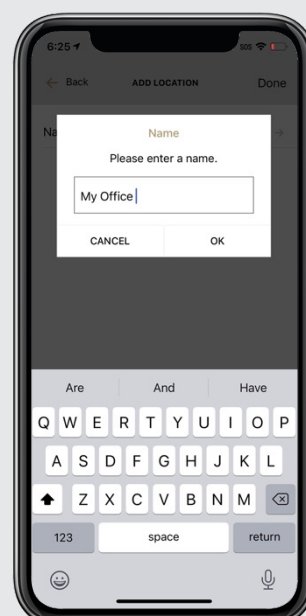 6:25 SOS
Back ADD LOCATION Done
Na
Name
Please enter a name.
My Office
CANCEL OK
Are And Have
Q W E R T Y U I O P
A S D F G H J K L
Z X C V B N M
123 space return